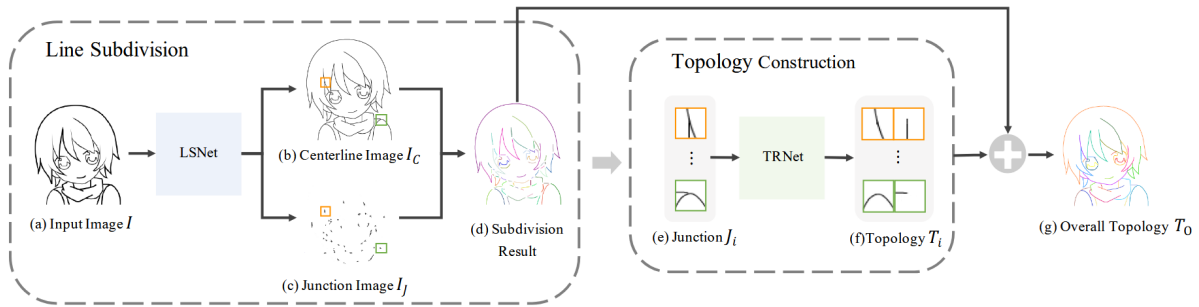 Line Subdivision
LSNet
(a) Input Image I
(b) Centerline Image I_C
(c) Junction Image I_J
(d) Subdivision
Result
Topology Construction
TRNet
(e) Junction J_i
(f)Topology T_i
(g) Overall Topology T_O